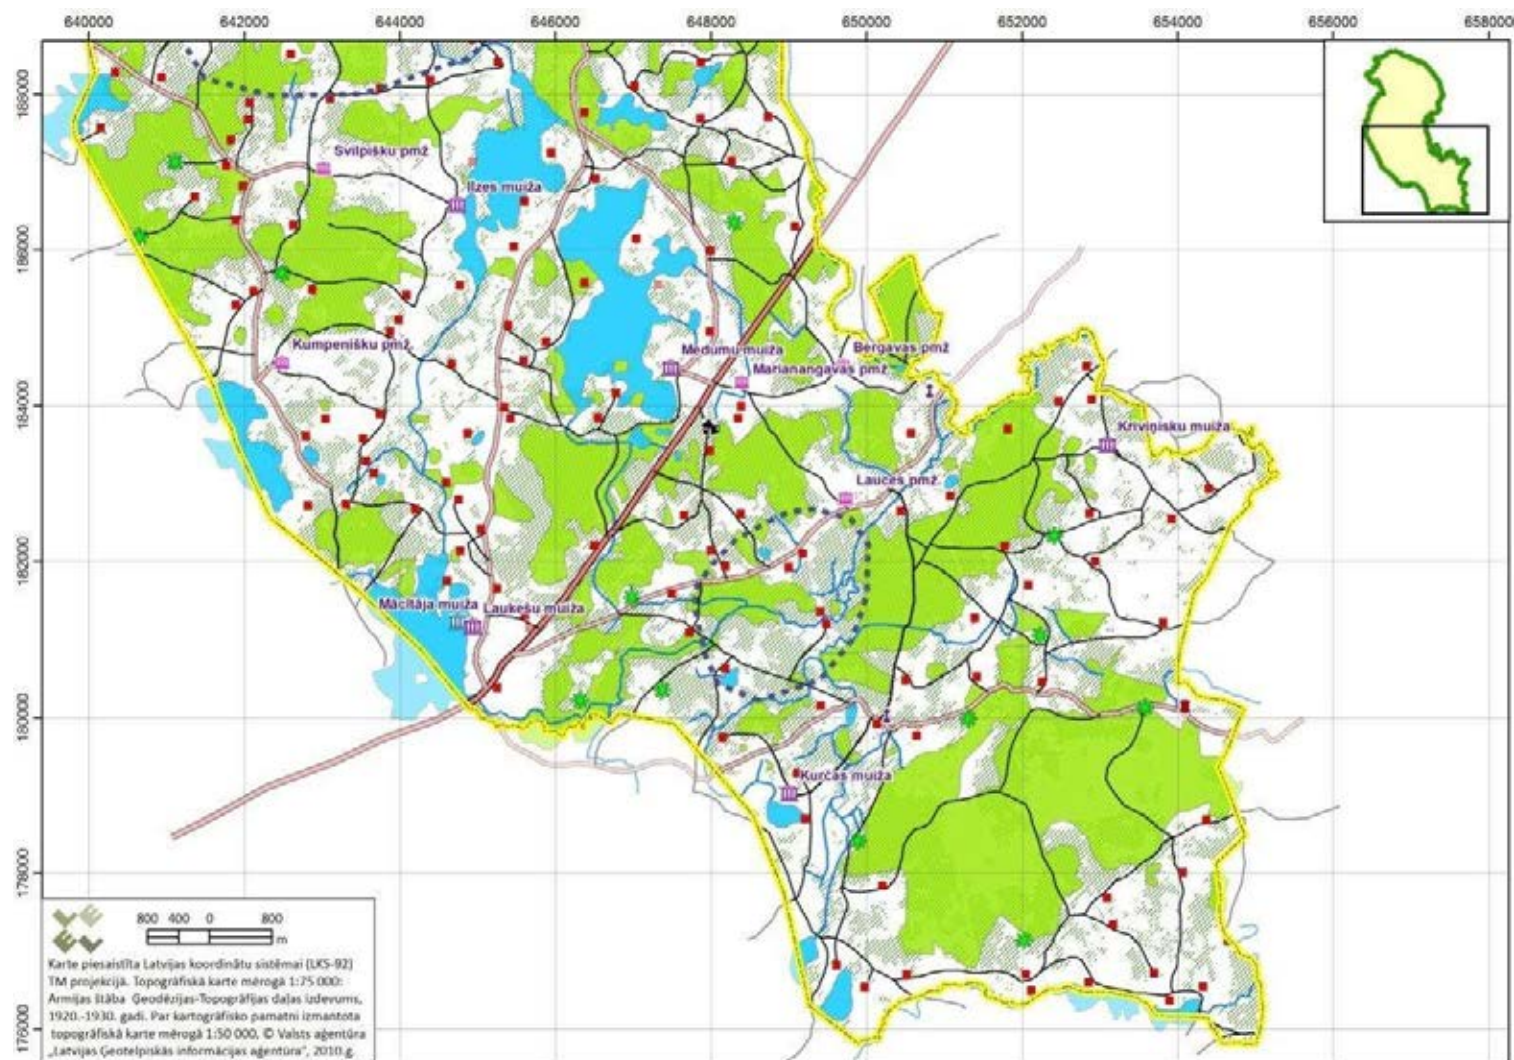 640000 642000 644000 646000 648000 650000 652000 654000 656000 658000
188000
Svilpišku pmž
Ilzes muiža
186000
Kumpenišku pmž
Medumu muiža
Bergavas pmž
Marianangavas pmž
184000
Kriviņisku muiža
Lauces pmž
182000
Mācītāja muiža
Laukešu muiža
180000
Kurčas muiža
178000
800 400 0 800
m
Karte piesaistīta Latvijas koordinātu sistēmai (LKS-92)
TM projekcijā. Topogrāfiskā karte mērogā 1:75 000:
Armijas štāba Ģeodēzijas-Topogrāfijas daļas izdevums,
1920.-1930. gadi. Par kartogrāfisko pamatni izmantota
topogrāfiskā karte mērogā 1:50 000, © Valsts aģentūra
„Latvijas Ģeotelpiskās informācijas aģentūra", 2010.g.
176000